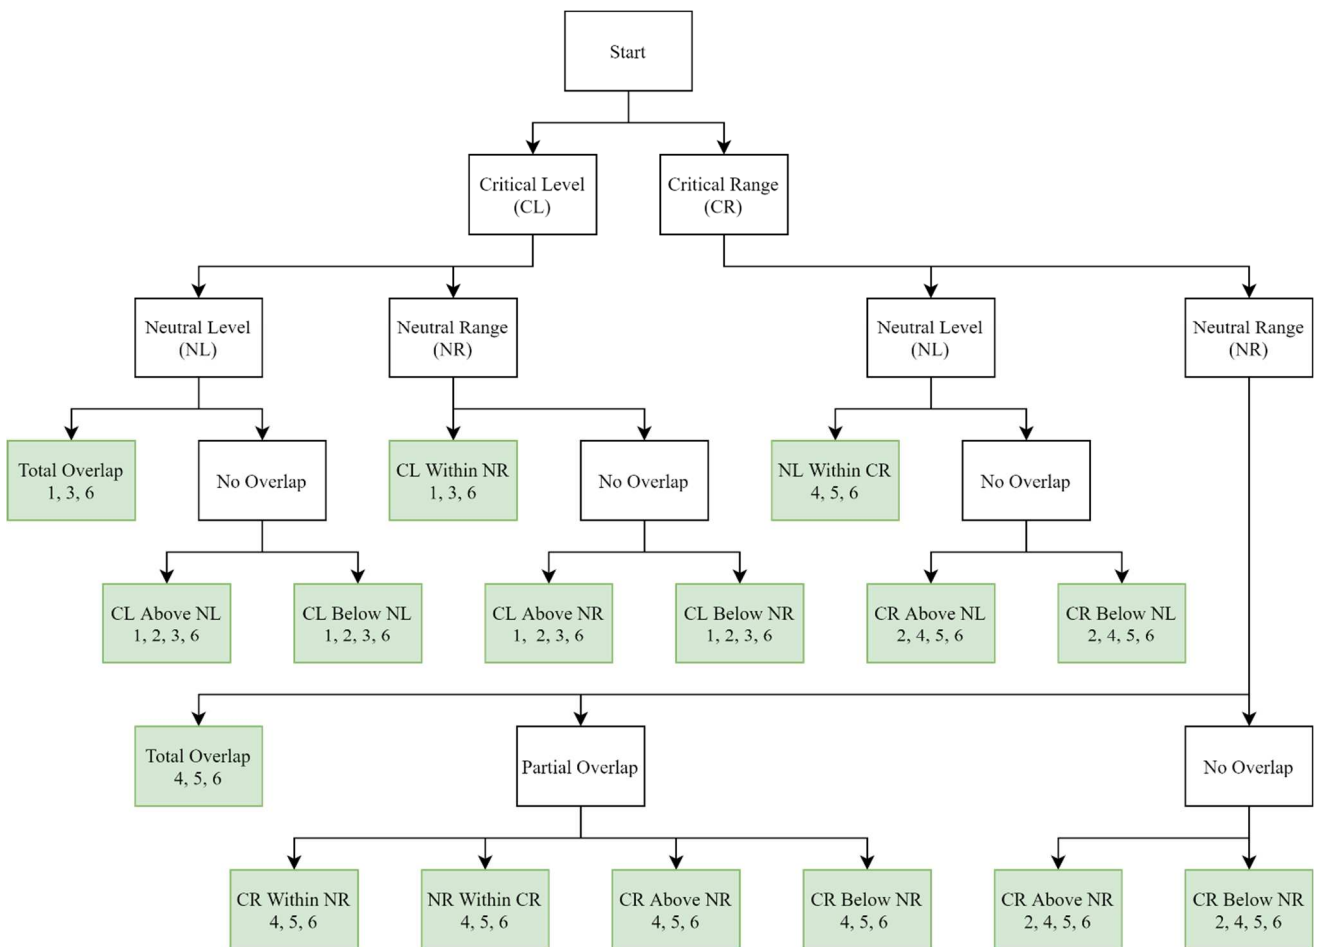 Start
Critical Level
(CL)
Critical Range
(CR)
Neutral Level
(NL)
Neutral Range
(NR)
Neutral Level
(NL)
Neutral Range
(NR)
Total Overlap
1, 3, 6
No Overlap
CL Within NR
1, 3, 6
No Overlap
NL Within CR
4, 5, 6
No Overlap
CL Above NL
1, 2, 3, 6
CL Below NL
1, 2, 3, 6
CL Above NR
1,  2, 3, 6
CL Below NR
1, 2, 3, 6
CR Above NL
2, 4, 5, 6
CR Below NL
2, 4, 5, 6
Total Overlap
4, 5, 6
Partial Overlap
No Overlap
CR Within NR
4, 5, 6
NR Within CR
4, 5, 6
CR Above NR
4, 5, 6
CR Below NR
4, 5, 6
CR Above NR
2, 4, 5, 6
CR Below NR
2, 4, 5, 6